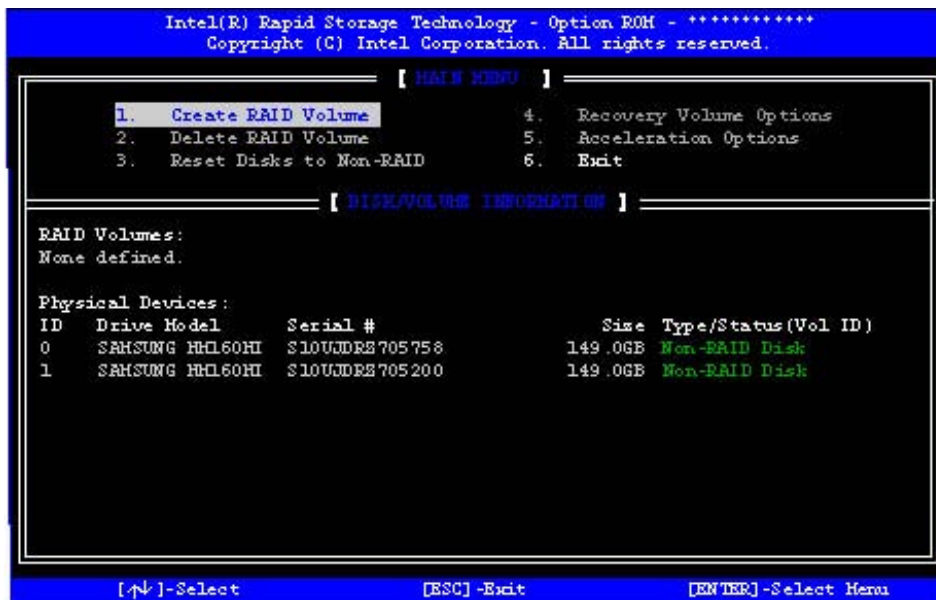 Intel(R) Rapid Storage Technology - Option ROM - ************
Copyright (C) Intel Corporation. All rights reserved.
[ MAIN MENU ]
1. Create RAID Volume 4. Recovery Volume Options
2. Delete RAID Volume 5. Acceleration Options
3. Reset Disks to Non-RAID 6. Exit
[ DISK/VOLUME INFORMATION ]
RAID Volumes:
None defined.
Physical Devices:
ID Drive Model Serial # Size Type/Status(Vol ID)
0 SAMSUNG HM160HI S10UJDRZ705758 149.0GB Non-RAID Disk
1 SAMSUNG HM160HI S10UJDRZ705200 149.0GB Non-RAID Disk
[↑↓]-Select [ESC]-Exit [ENTER]-Select Menu